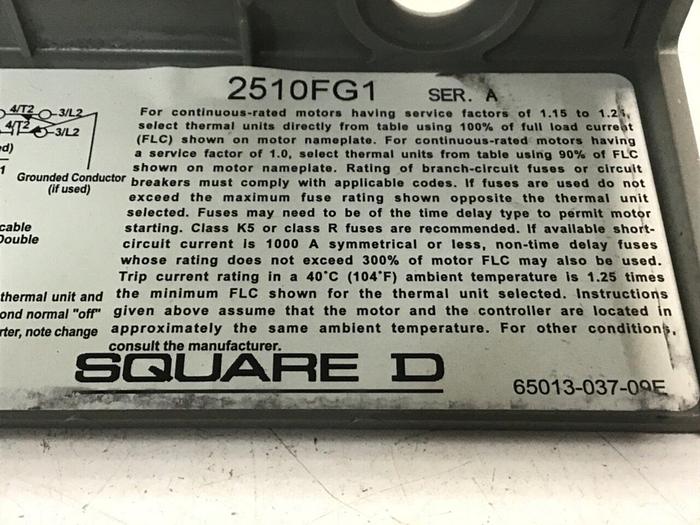 2510FG1 SER. A
4/T2 3/L2
4/T2 3/L2
ed)
1
Grounded Conductor
(if used)
cable
Double
thermal unit and
ond normal "off"
rter, note change
For continuous-rated motors having service factors of 1.15 to 1.25,
select thermal units directly from table using 100% of full load current
(FLC) shown on motor nameplate. For continuous-rated motors having
a service factor of 1.0, select thermal units from table using 90% of FLC
shown on motor nameplate. Rating of branch-circuit fuses or circuit
breakers must comply with applicable codes. If fuses are used do not
exceed the maximum fuse rating shown opposite the thermal unit
selected. Fuses may need to be of the time delay type to permit motor
starting. Class K5 or class R fuses are recommended. If available short-
circuit current is 1000 A symmetrical or less, non-time delay fuses
whose rating does not exceed 300% of motor FLC may also be used.
Trip current rating in a 40°C (104°F) ambient temperature is 1.25 times
the minimum FLC shown for the thermal unit selected. Instructions
given above assume that the motor and the controller are located in
approximately the same ambient temperature. For other conditions,
consult the manufacturer.
SQUARE D
65013-037-09E